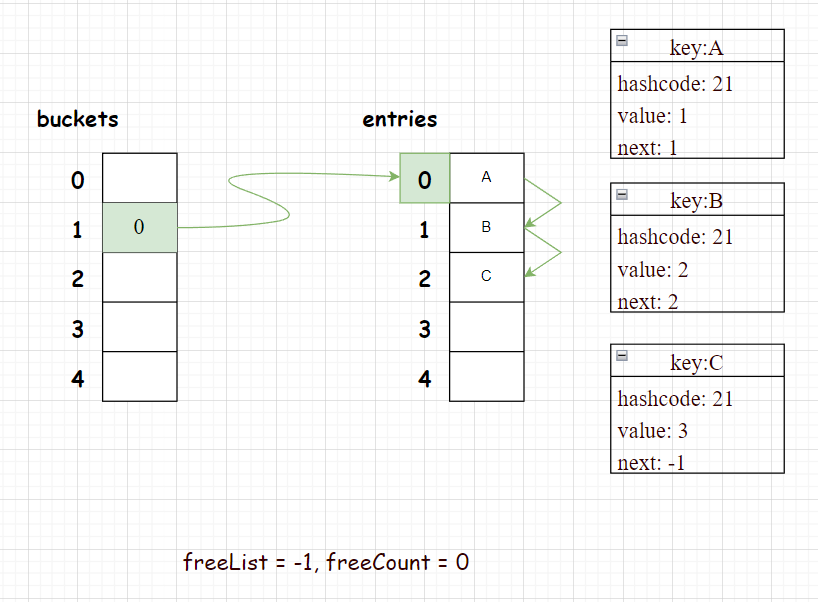 buckets
0
1
0
2
3
4
entries
0
A
1
B
2
C
3
4
key:A
hashcode: 21
value: 1
next: 1
key:B
hashcode: 21
value: 2
next: 2
key:C
hashcode: 21
value: 3
next: -1
freeList = -1, freeCount = 0